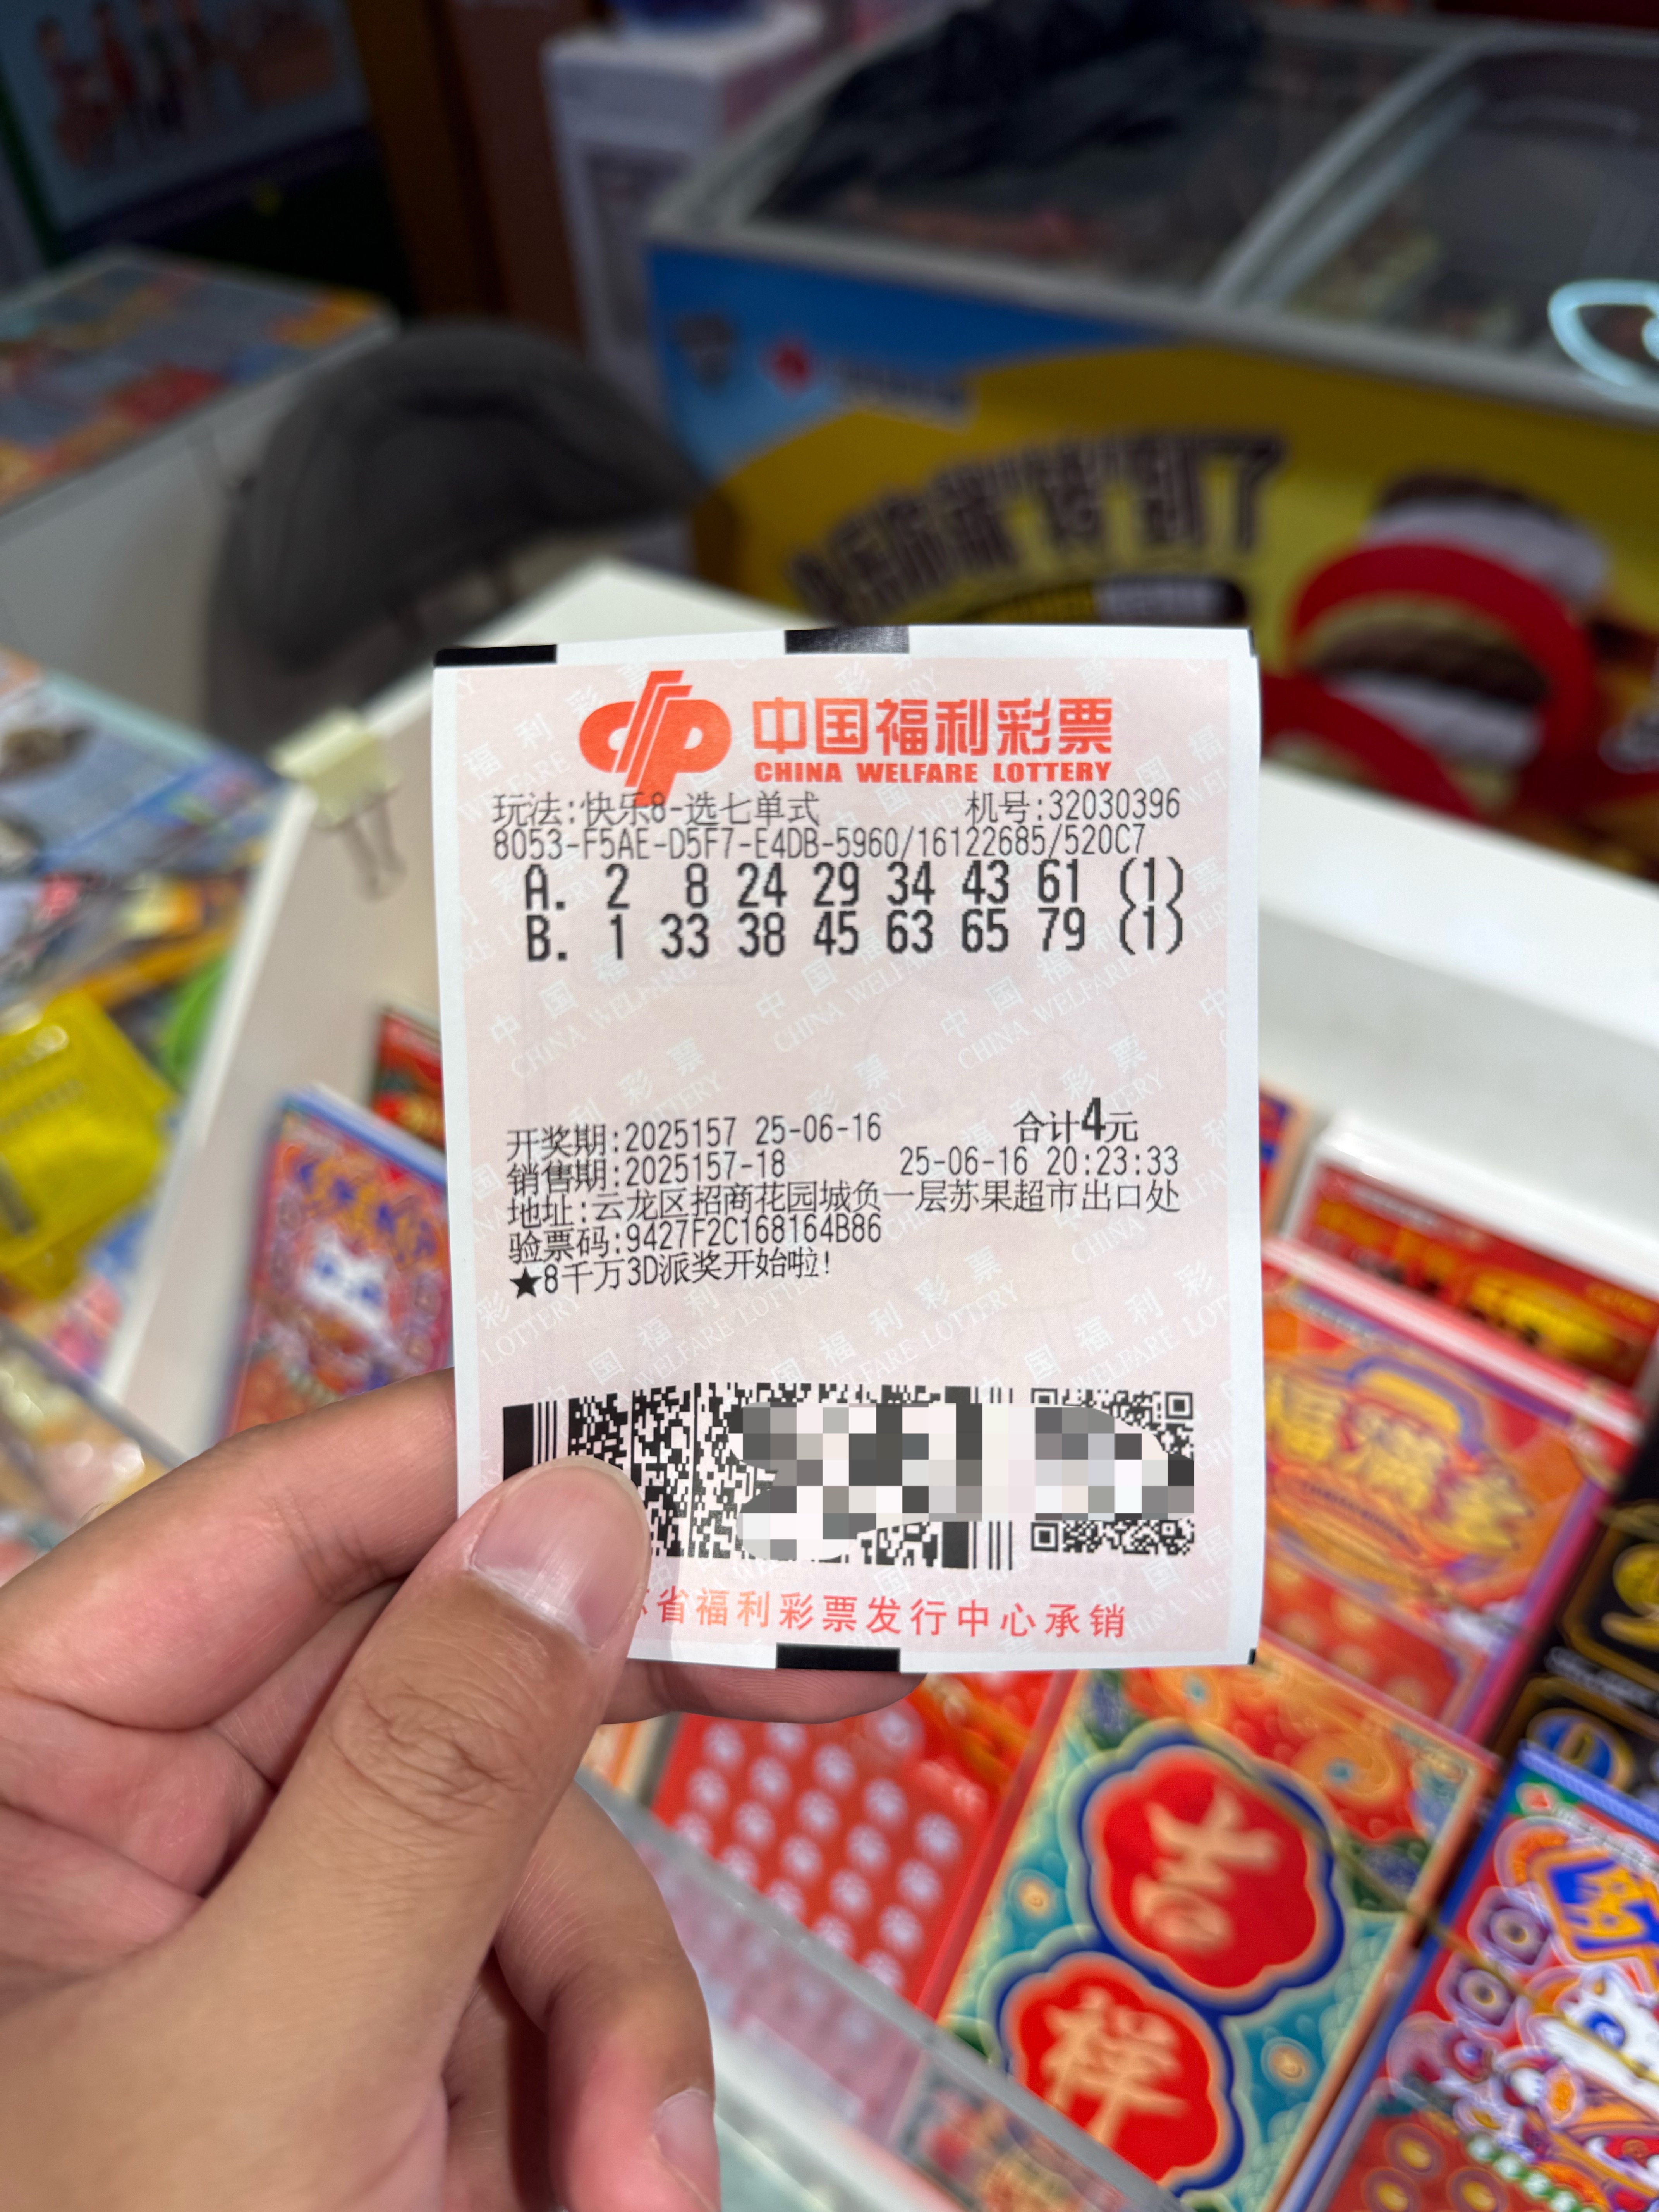 中国福利彩票
CHINA WELFARE LOTTERY
玩法:快乐8-选七单式 机号:32030396
8053-F5AE-D5F7-E4DB-5960/16122685/520C7
A. 2 8 24 29 34 43 61 (1)
B. 1 33 38 45 63 65 79 (1)
开奖期:2025157 25-06-16 合计4元
销售期:2025157-18 25-06-16 20:23:33
地址:云龙区招商花园城负一层苏果超市出口处
验票码:9427F2C168164B86
★8千万3D派奖开始啦!
省福利彩票发行中心承销
吉
祥